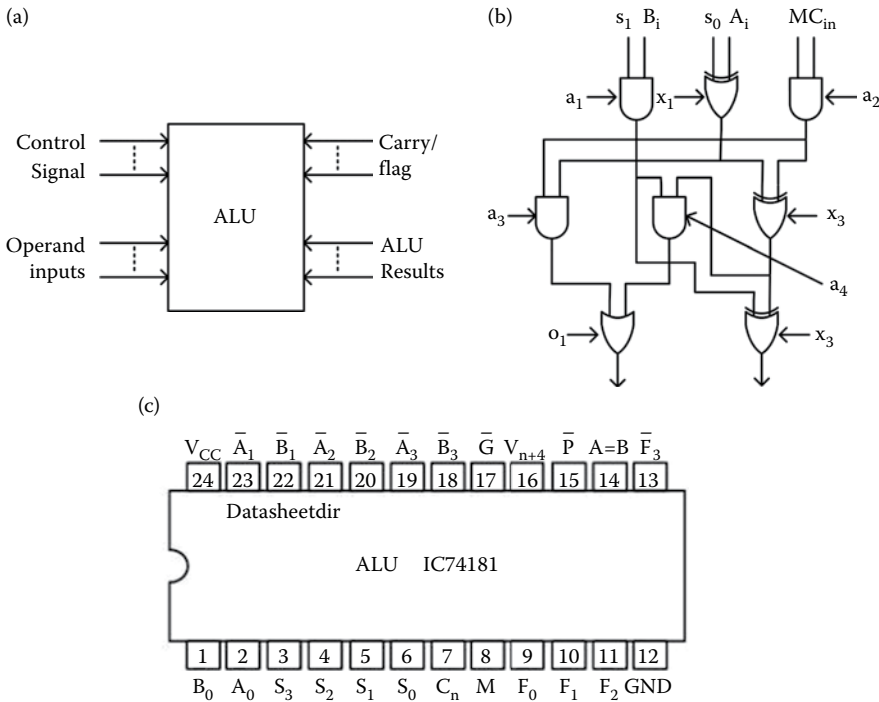 (a)
Control
Signal
Operand
inputs
ALU
Carry/
flag
ALU
Results
(b)
s₁ Bᵢ s₀ Aᵢ MCᵢₙ
a₁ x₁ a₂
a₃ x₃
a₄
o₁ x₃
(c)
V_CC A̅₁ B̅₁ A̅₂ B̅₂ A̅₃ B̅₃ G̅ Vₙ₊₄ P̅ A=B F̅₃
24 23 22 21 20 19 18 17 16 15 14 13
Datasheetdir
ALU IC74181
1 2 3 4 5 6 7 8 9 10 11 12
B₀ A₀ S₃ S₂ S₁ S₀ Cₙ M F₀ F₁ F₂ GND